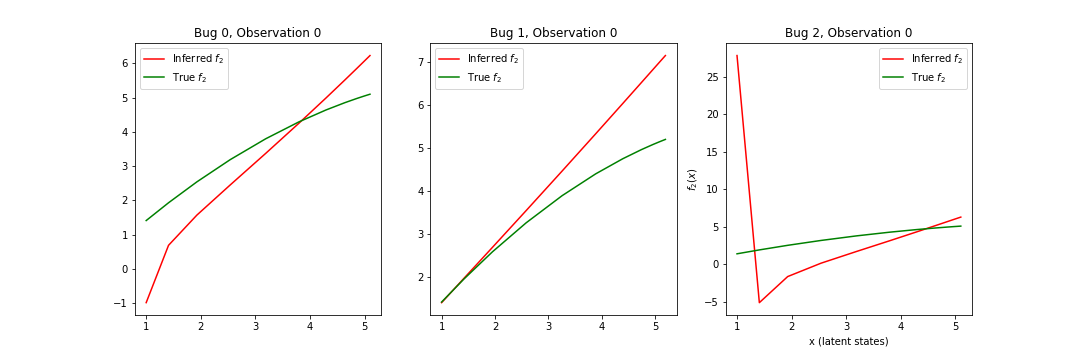 Bug 0, Observation 0
Inferred f₂
True f₂
6
5
4
3
2
1
0
−1
1 2 3 4 5
Bug 1, Observation 0
Inferred f₂
True f₂
7
6
5
4
3
2
1 2 3 4 5
Bug 2, Observation 0
Inferred f₂
True f₂
f₂(x)
25
20
15
10
5
0
−5
1 2 3 4 5
x (latent states)